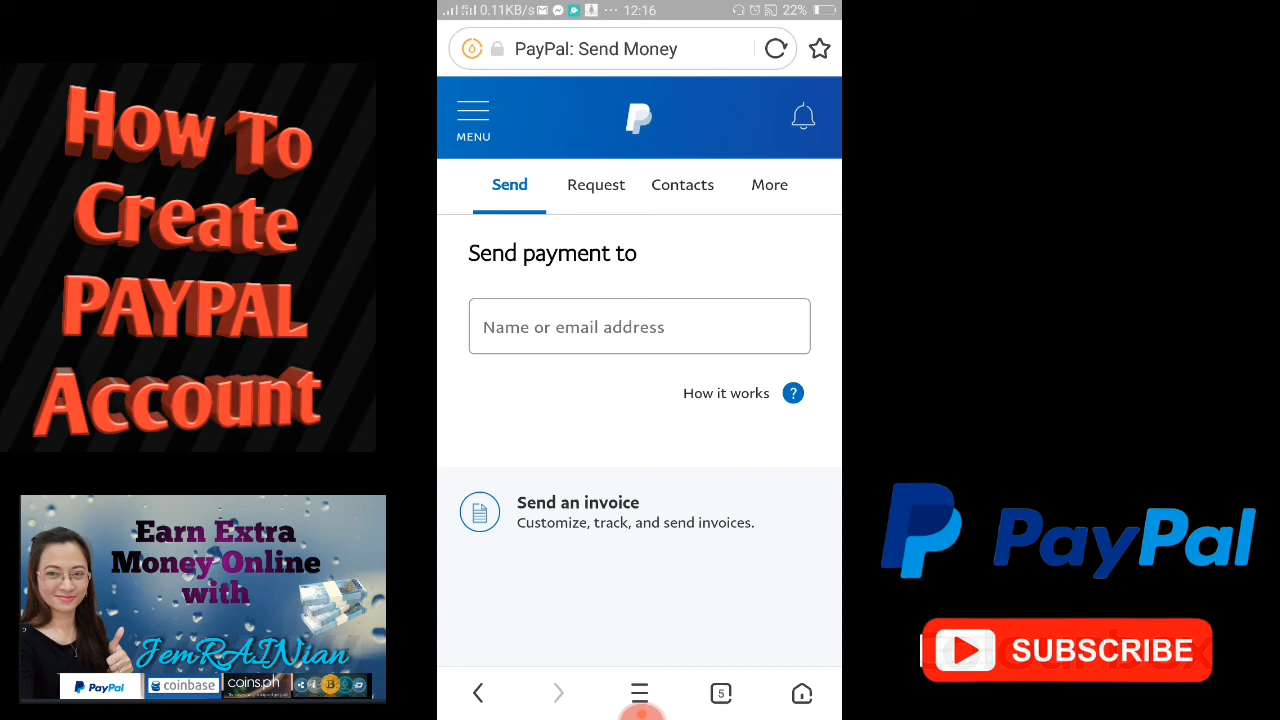 How To
Create
PAYPAL
Account
Earn Extra
Money Online
with
JemRAINian
PayPal
coinbase
coins.ph
0.11KB/s
12:16
22%
PayPal: Send Money
MENU
Send
Request
Contacts
More
Send payment to
Name or email address
How it works
?
Send an invoice
Customize, track, and send invoices.
5
PayPal
SUBSCRIBE